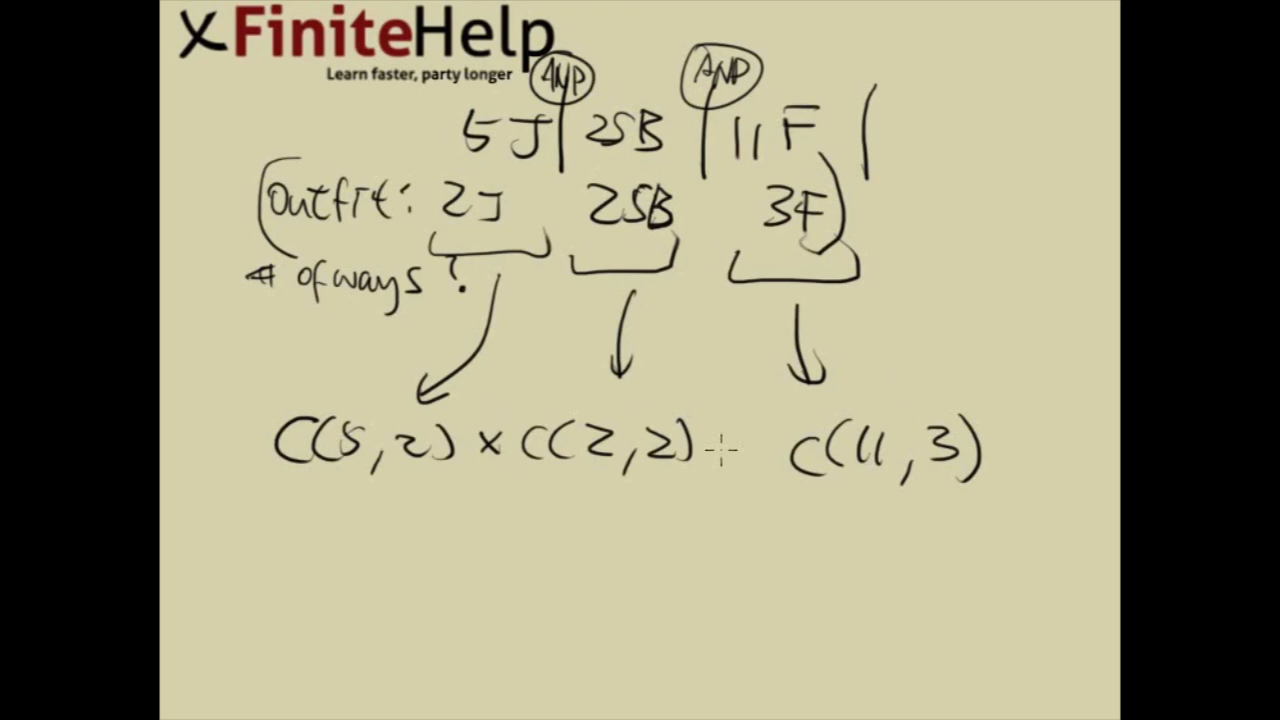 xFiniteHelp
Learn faster, party longer
AND AND
5J | 2SB | 11F |
(Outfit: 2J 2SB 3F)
# of ways?
C(5,2) × C(2,2) C(11,3)